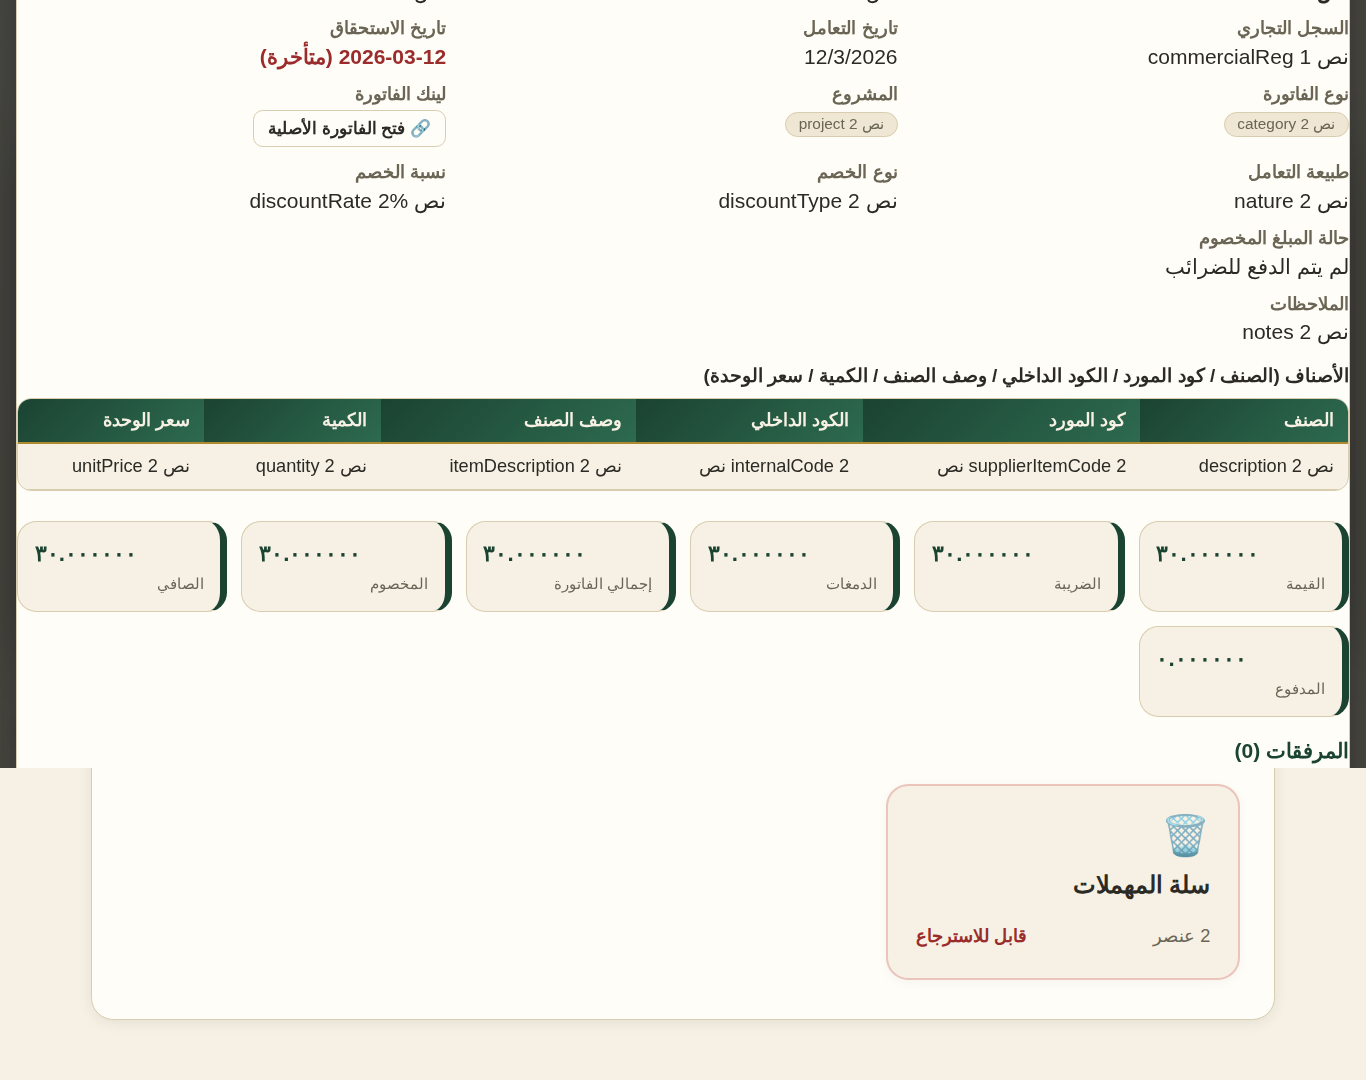 السجل التجاري
تاريخ التعامل
تاريخ الاستحقاق
نص 1 commercialReg
12/3/2026
2026-03-12 (متأخرة)
نوع الفاتورة
المشروع
لينك الفاتورة
نص 2 category
نص 2 project
🔗 فتح الفاتورة الأصلية
طبيعة التعامل
نوع الخصم
نسبة الخصم
نص 2 nature
نص 2 discountType
نص discountRate 2%
حالة المبلغ المخصوم
لم يتم الدفع للضرائب
الملاحظات
نص 2 notes
الأصناف (الصنف / كود المورد / الكود الداخلي / وصف الصنف / الكمية / سعر الوحدة)
الصنف
كود المورد
الكود الداخلي
وصف الصنف
الكمية
سعر الوحدة
نص 2 description
نص supplierItemCode 2
نص internalCode 2
نص 2 itemDescription
نص 2 quantity
نص 2 unitPrice
٣٠.٠٠٠٠٠٠
القيمة
٣٠.٠٠٠٠٠٠
الضريبة
٣٠.٠٠٠٠٠٠
الدمغات
٣٠.٠٠٠٠٠٠
إجمالي الفاتورة
٣٠.٠٠٠٠٠٠
المخصوم
٣٠.٠٠٠٠٠٠
الصافي
٠.٠٠٠٠٠٠
المدفوع
المرفقات (0)
سلة المهملات
2 عنصر
قابل للاسترجاع